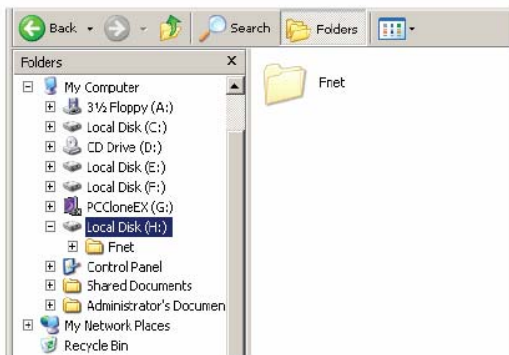 Back Search Folders
Folders X
My Computer
3½ Floppy (A:)
Local Disk (C:)
CD Drive (D:)
Local Disk (E:)
Local Disk (F:)
PCCloneEX (G:)
Local Disk (H:)
Fnet
Control Panel
Shared Documents
Administrator's Documen
My Network Places
Recycle Bin
Fnet